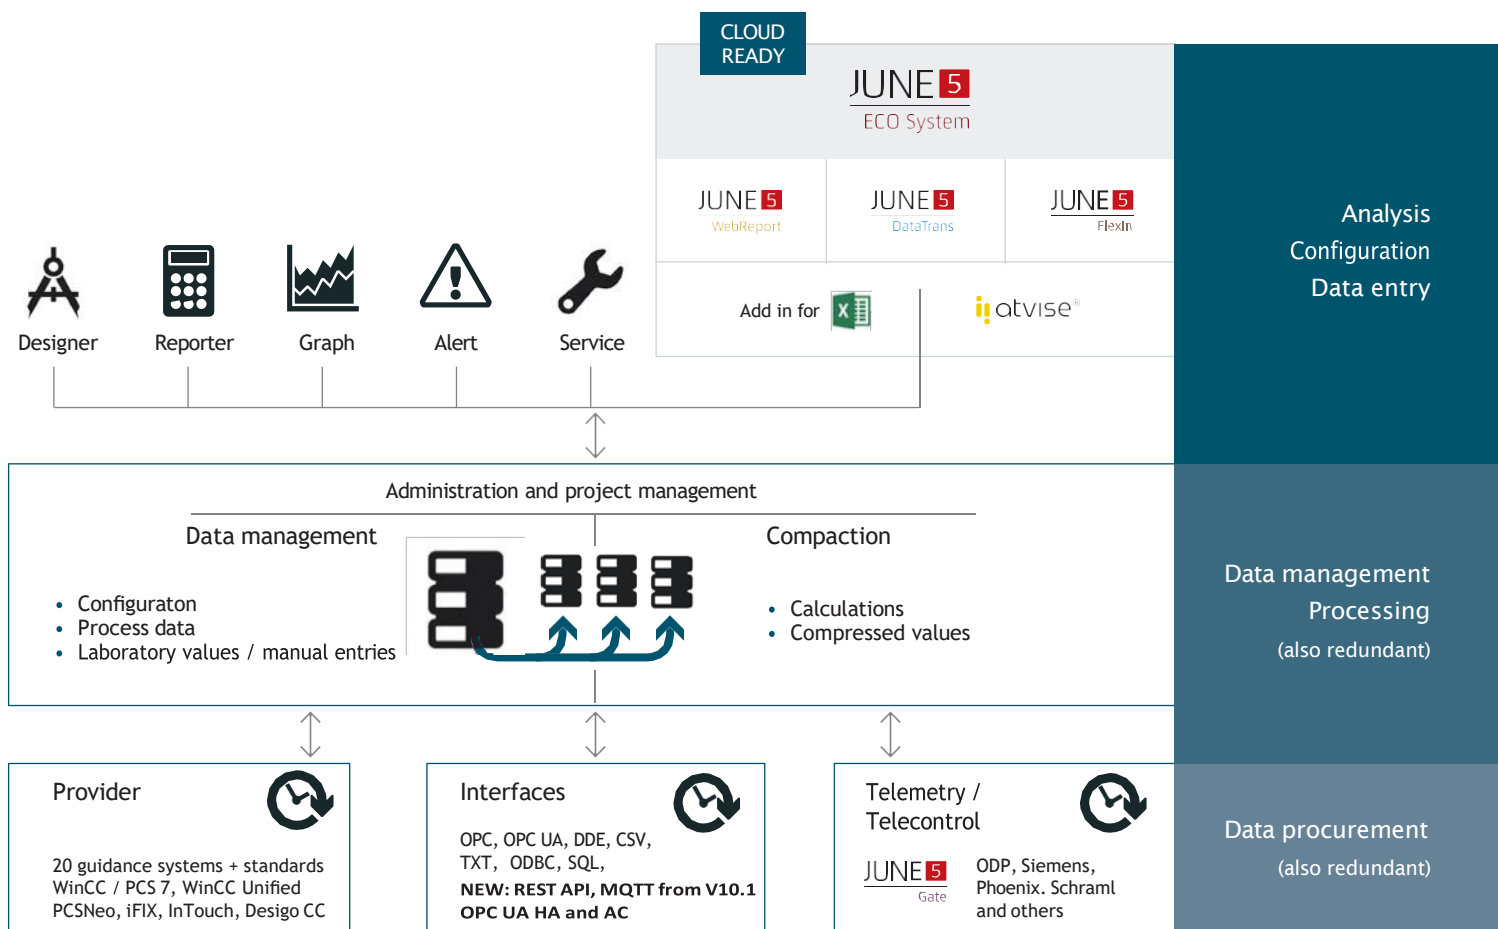 CLOUD
READY
JUNE 5
ECO System
JUNE 5
WebReport
JUNE 5
DataTrans
JUNE 5
FlexIn
Add in for
X
atvise®
Designer
Reporter
Graph
Alert
Service
Analysis
Configuration
Data entry
Administration and project management
Data management
Compaction
• Configuraton
• Process data
• Laboratory values / manual entries
• Calculations
• Compressed values
Data management
Processing
(also redundant)
Provider
20 guidance systems + standards
WinCC / PCS 7, WinCC Unified
PCSNeo, iFIX, InTouch, Desigo CC
Interfaces
OPC, OPC UA, DDE, CSV,
TXT, ODBC, SQL,
NEW: REST API, MQTT from V10.1
OPC UA HA and AC
Telemetry /
Telecontrol
JUNE 5
Gate
ODP, Siemens,
Phoenix. Schraml
and others
Data procurement
(also redundant)